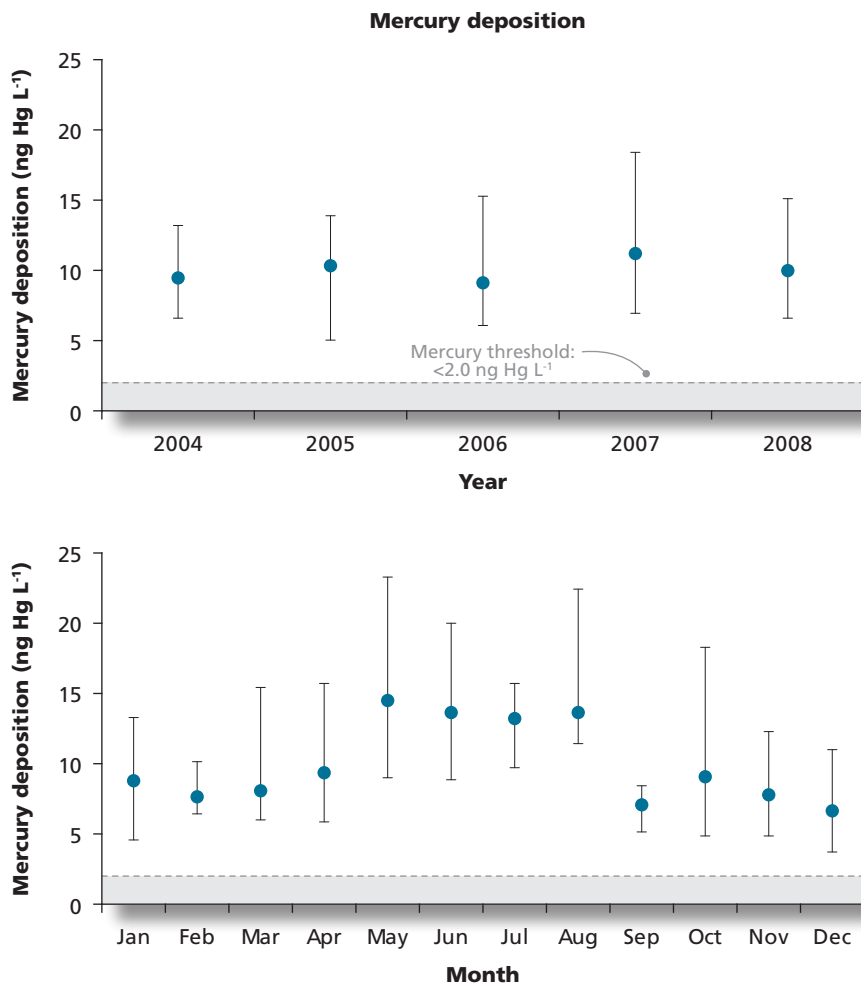 Mercury deposition
Mercury deposition (ng Hg L⁻¹)
25
20
15
10
5
0
Mercury threshold:
<2.0 ng Hg L⁻¹
2004 2005 2006 2007 2008
Year
Mercury deposition (ng Hg L⁻¹)
25
20
15
10
5
0
Jan Feb Mar Apr May Jun Jul Aug Sep Oct Nov Dec
Month